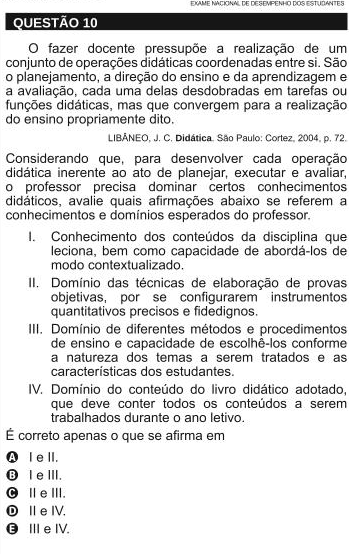 EXAME NACIONAL DE DESEMPENHO DOS ESTUDANTES
QUESTÃO 10
O fazer docente pressupõe a realização de um
conjunto de operações didáticas coordenadas entre si. São
o planejamento, a direção do ensino e da aprendizagem e
a avaliação, cada uma delas desdobradas em tarefas ou
funções didáticas, mas que convergem para a realização
do ensino propriamente dito.
LIBÂNEO, J. C. Didática. São Paulo: Cortez, 2004, p. 72.
Considerando que, para desenvolver cada operação
didática inerente ao ato de planejar, executar e avaliar,
o professor precisa dominar certos conhecimentos
didáticos, avalie quais afirmações abaixo se referem a
conhecimentos e domínios esperados do professor.
I. Conhecimento dos conteúdos da disciplina que
leciona, bem como capacidade de abordá-los de
modo contextualizado.
II. Domínio das técnicas de elaboração de provas
objetivas, por se configurarem instrumentos
quantitativos precisos e fidedignos.
III. Domínio de diferentes métodos e procedimentos
de ensino e capacidade de escolhê-los conforme
a natureza dos temas a serem tratados e as
características dos estudantes.
IV. Domínio do conteúdo do livro didático adotado,
que deve conter todos os conteúdos a serem
trabalhados durante o ano letivo.
É correto apenas o que se afirma em
A I e II.
B I e III.
C II e III.
D II e IV.
E III e IV.